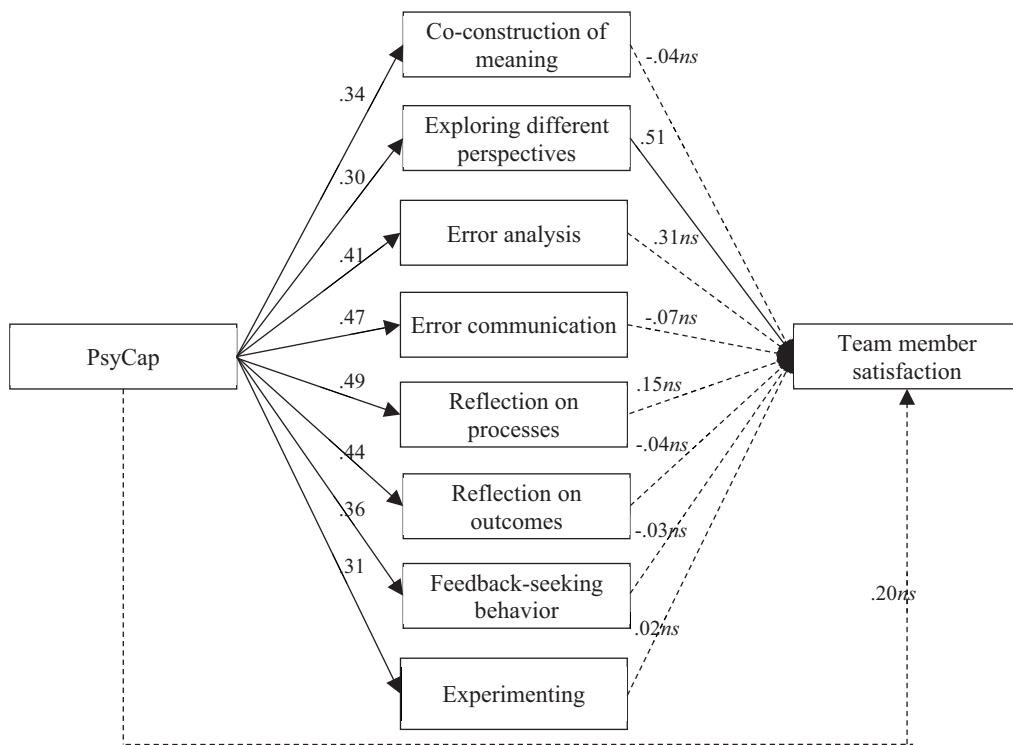 Co-construction of
meaning
-.04ns
.34
Exploring different
perspectives
.51
.30
Error analysis
.31ns
.41
.47
Error communication
-.07ns
PsyCap
Team member
satisfaction
.49
Reflection on
processes
.15ns
.44
-.04ns
Reflection on
outcomes
.36
-.03ns
.31
Feedback-seeking
behavior
.20ns
.02ns
Experimenting